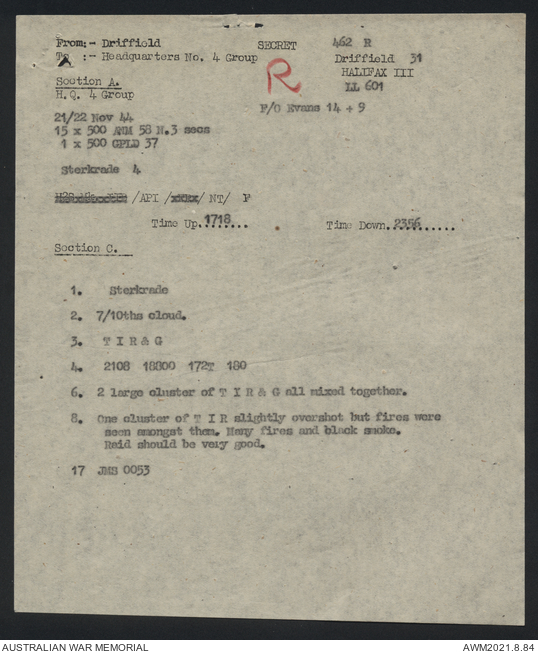 From:- Driffield SECRET 462 R
To :- Headquarters No. 4 Group Driffield 31
R HALIFAX III
Section A. LL 601
H.Q. 4 Group
F/O Evans 14 + 9
21/22 Nov 44
15 x 500 ANM 58 N.3 secs
1 x 500 GPLD 37
Sterkrade 4
/API / / NT/ F
Time Up.1718....... Time Down.2356......
Section C.
1. Sterkrade
2. 7/10ths cloud.
3. T I R & G
4. 2108 18800 172T 180
6. 2 large cluster of T I R & G all mixed together.
8. One cluster of T I R slightly overshot but fires were
seen amongst them. Many fires and black smoke.
Raid should be very good.
17 JMS 0053
AUSTRALIAN WAR MEMORIAL AWM2021.8.84